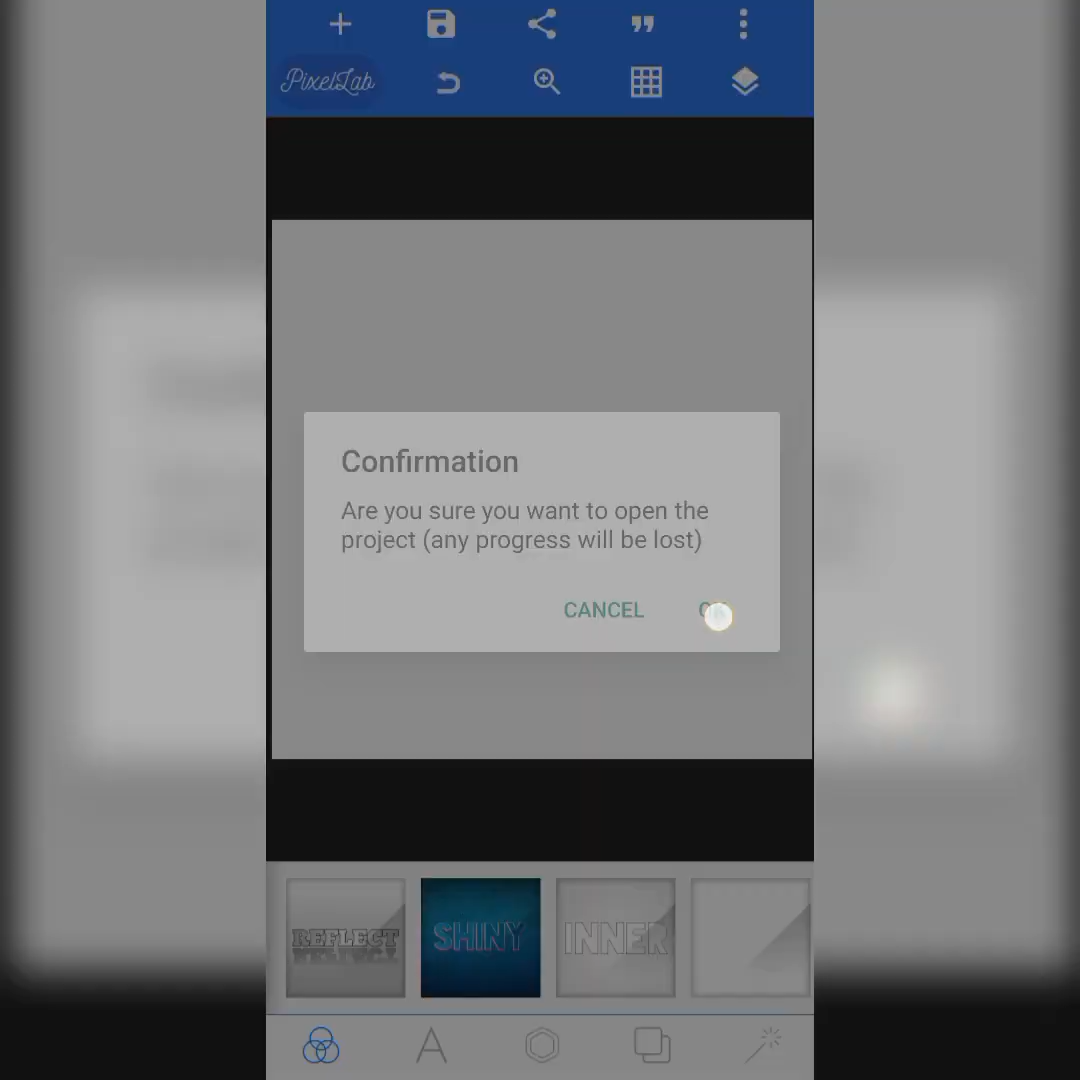 PixelLab
Confirmation
Are you sure you want to open the
project (any progress will be lost)
CANCEL
REFLECT
SHINY
INNER